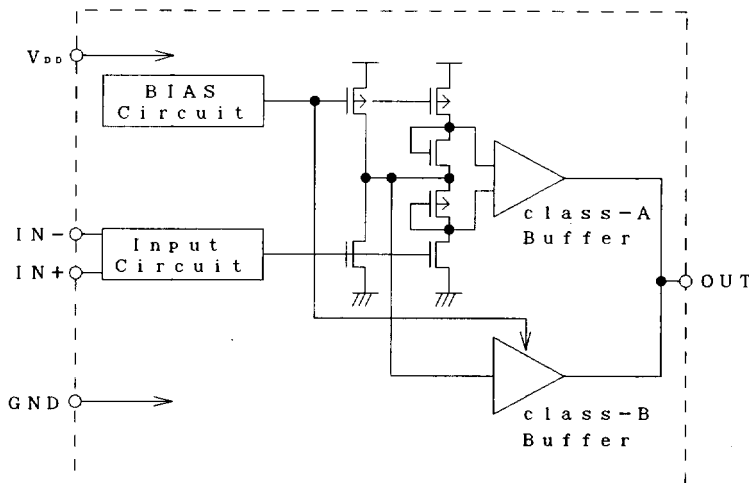 VDD
BIAS
Circuit
IN-
IN+
Input
Circuit
class-A
Buffer
OUT
GND
class-B
Buffer